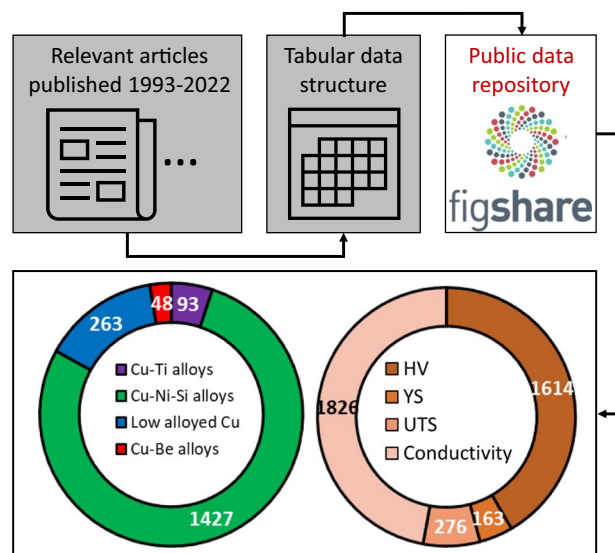 Relevant articles
published 1993-2022
...
Tabular data
structure
Public data
repository
figshare
48
93
263
Cu-Ti alloys
Cu-Ni-Si alloys
Low alloyed Cu
Cu-Be alloys
1427
HV
YS
UTS
Conductivity
1614
1826
276
163